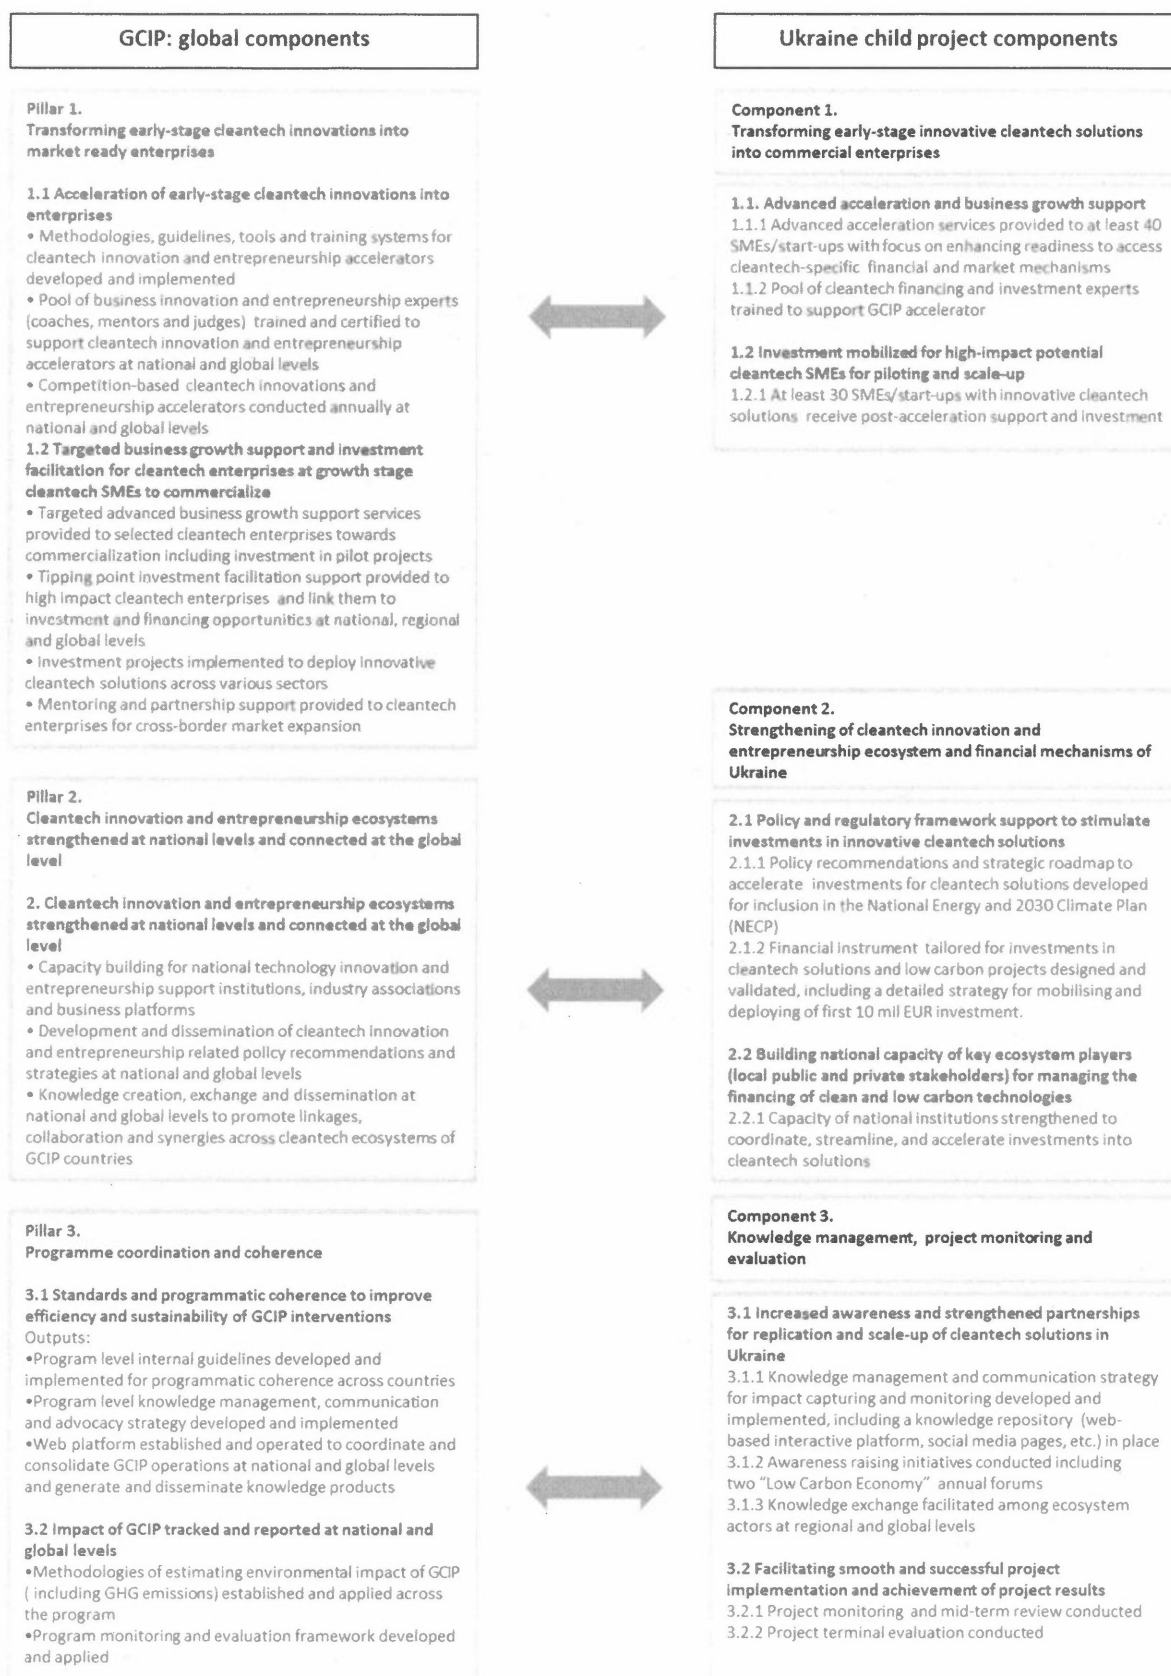 GCIP: global components
Pillar 1.
Transforming early-stage cleantech innovations into
market ready enterprises
1.1 Acceleration of early-stage cleantech innovations into
enterprises
• Methodologies, guidelines, tools and training systems for
cleantech innovation and entrepreneurship accelerators
developed and implemented
• Pool of business innovation and entrepreneurship experts
(coaches, mentors and judges) trained and certified to
support cleantech innovation and entrepreneurship
accelerators at national and global levels
• Competition-based cleantech innovations and
entrepreneurship accelerators conducted annually at
national and global levels
1.2 Targeted business growth support and investment
facilitation for cleantech enterprises at growth stage
cleantech SMEs to commercialize
• Targeted advanced business growth support services
provided to selected cleantech enterprises towards
commercialization including investment in pilot projects
• Tipping point investment facilitation support provided to
high impact cleantech enterprises and link them to
investment and financing opportunities at national, regional
and global levels
• Investment projects implemented to deploy innovative
cleantech solutions across various sectors
• Mentoring and partnership support provided to cleantech
enterprises for cross-border market expansion
Pillar 2.
Cleantech innovation and entrepreneurship ecosystems
strengthened at national levels and connected at the global
level
2. Cleantech innovation and entrepreneurship ecosystems
strengthened at national levels and connected at the global
level
• Capacity building for national technology innovation and
entrepreneurship support institutions, industry associations
and business platforms
• Development and dissemination of cleantech innovation
and entrepreneurship related policy recommendations and
strategies at national and global levels
• Knowledge creation, exchange and dissemination at
national and global levels to promote linkages,
collaboration and synergies across cleantech ecosystems of
GCIP countries
Pillar 3.
Programme coordination and coherence
3.1 Standards and programmatic coherence to improve
efficiency and sustainability of GCIP interventions
Outputs:
•Program level internal guidelines developed and
implemented for programmatic coherence across countries
•Program level knowledge management, communication
and advocacy strategy developed and implemented
•Web platform established and operated to coordinate and
consolidate GCIP operations at national and global levels
and generate and disseminate knowledge products
3.2 Impact of GCIP tracked and reported at national and
global levels
•Methodologies of estimating environmental impact of GCIP
( including GHG emissions) established and applied across
the program
•Program monitoring and evaluation framework developed
and applied
Ukraine child project components
Component 1.
Transforming early-stage innovative cleantech solutions
into commercial enterprises
1.1. Advanced acceleration and business growth support
1.1.1 Advanced acceleration services provided to at least 40
SMEs/start-ups with focus on enhancing readiness to access
cleantech-specific financial and market mechanisms
1.1.2 Pool of cleantech financing and investment experts
trained to support GCIP accelerator
1.2 Investment mobilized for high-impact potential
cleantech SMEs for piloting and scale-up
1.2.1 At least 30 SMEs/start-ups with innovative cleantech
solutions receive post-acceleration support and investment
Component 2.
Strengthening of cleantech innovation and
entrepreneurship ecosystem and financial mechanisms of
Ukraine
2.1 Policy and regulatory framework support to stimulate
investments in innovative cleantech solutions
2.1.1 Policy recommendations and strategic roadmap to
accelerate investments for cleantech solutions developed
for inclusion in the National Energy and 2030 Climate Plan
(NECP)
2.1.2 Financial instrument tailored for investments in
cleantech solutions and low carbon projects designed and
validated, including a detailed strategy for mobilising and
deploying of first 10 mil EUR investment.
2.2 Building national capacity of key ecosystem players
(local public and private stakeholders) for managing the
financing of clean and low carbon technologies
2.2.1 Capacity of national institutions strengthened to
coordinate, streamline, and accelerate investments into
cleantech solutions
Component 3.
Knowledge management, project monitoring and
evaluation
3.1 Increased awareness and strengthened partnerships
for replication and scale-up of cleantech solutions in
Ukraine
3.1.1 Knowledge management and communication strategy
for impact capturing and monitoring developed and
implemented, including a knowledge repository (web-
based interactive platform, social media pages, etc.) in place
3.1.2 Awareness raising initiatives conducted including
two "Low Carbon Economy" annual forums
3.1.3 Knowledge exchange facilitated among ecosystem
actors at regional and global levels
3.2 Facilitating smooth and successful project
implementation and achievement of project results
3.2.1 Project monitoring and mid-term review conducted
3.2.2 Project terminal evaluation conducted